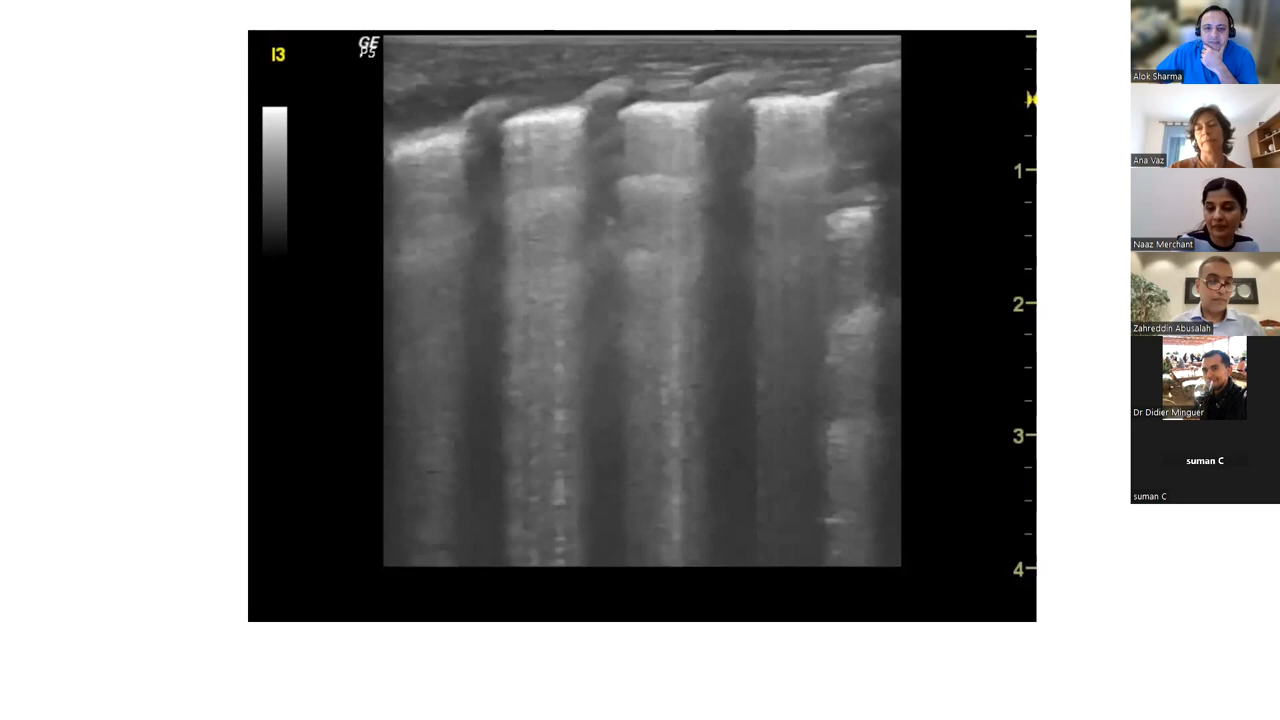 I3
GE
P5
1
2
3
4
Alok Sharma
Ana Vaz
Naaz Merchant
Zahreddin Abusalah
Dr Didier Minguer
suman C
suman C